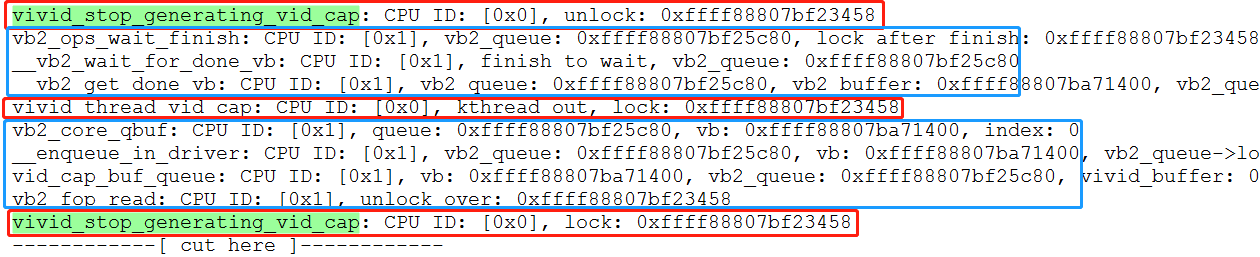 vivid_stop_generating_vid_cap: CPU ID: [0x0], unlock: 0xffff88807bf23458
vb2_ops_wait_finish: CPU ID: [0x1], vb2_queue: 0xffff88807bf25c80, lock after finish: 0xffff88807bf23458
__vb2_wait_for_done_vb: CPU ID: [0x1], finish to wait, vb2_queue: 0xffff88807bf25c80
__vb2_get_done_vb: CPU ID: [0x1], vb2_queue: 0xffff88807bf25c80, vb2_buffer: 0xffff88807ba71400, vb2_que
vivid_thread_vid_cap: CPU ID: [0x0], kthread out, lock: 0xffff88807bf23458
vb2_core_qbuf: CPU ID: [0x1], queue: 0xffff88807bf25c80, vb: 0xffff88807ba71400, index: 0
__enqueue_in_driver: CPU ID: [0x1], vb2_queue: 0xffff88807bf25c80, vb: 0xffff88807ba71400, vb2_queue->lo
vid_cap_buf_queue: CPU ID: [0x1], vb: 0xffff88807ba71400, vb2_queue: 0xffff88807bf25c80, vivid_buffer: 0
vb2_fop_read: CPU ID: [0x1], unlock over: 0xffff88807bf23458
vivid_stop_generating_vid_cap: CPU ID: [0x0], lock: 0xffff88807bf23458
------------[ cut here ]------------